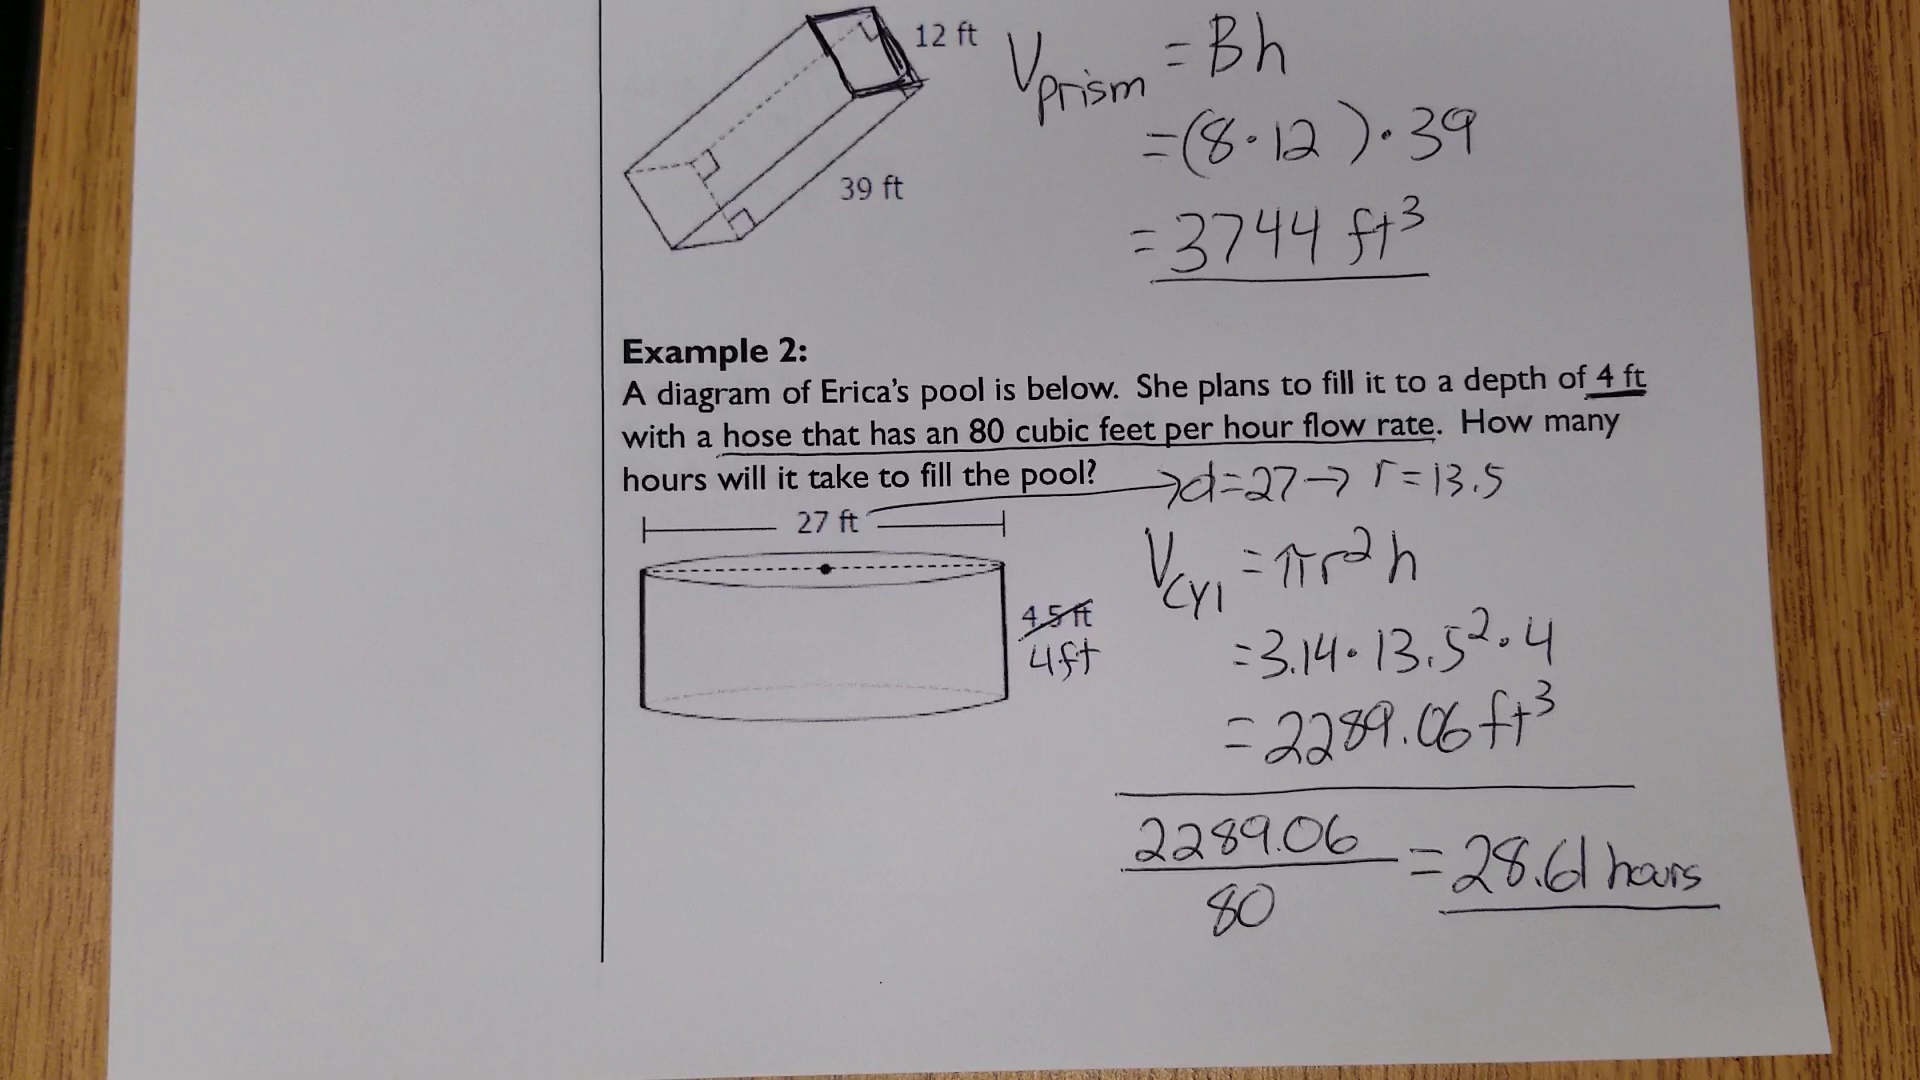 12 ft
V prism = Bh
= (8·12)·39
39 ft
= 3744 ft³
Example 2:
A diagram of Erica's pool is below. She plans to fill it to a depth of 4 ft
with a hose that has an 80 cubic feet per hour flow rate. How many
hours will it take to fill the pool?
→ d=27 → r=13.5
27 ft
V cyl = πr²h
4.5 ft
4ft
= 3.14·13.5²·4
= 2289.06 ft³
2289.06
80
= 28.61 hours